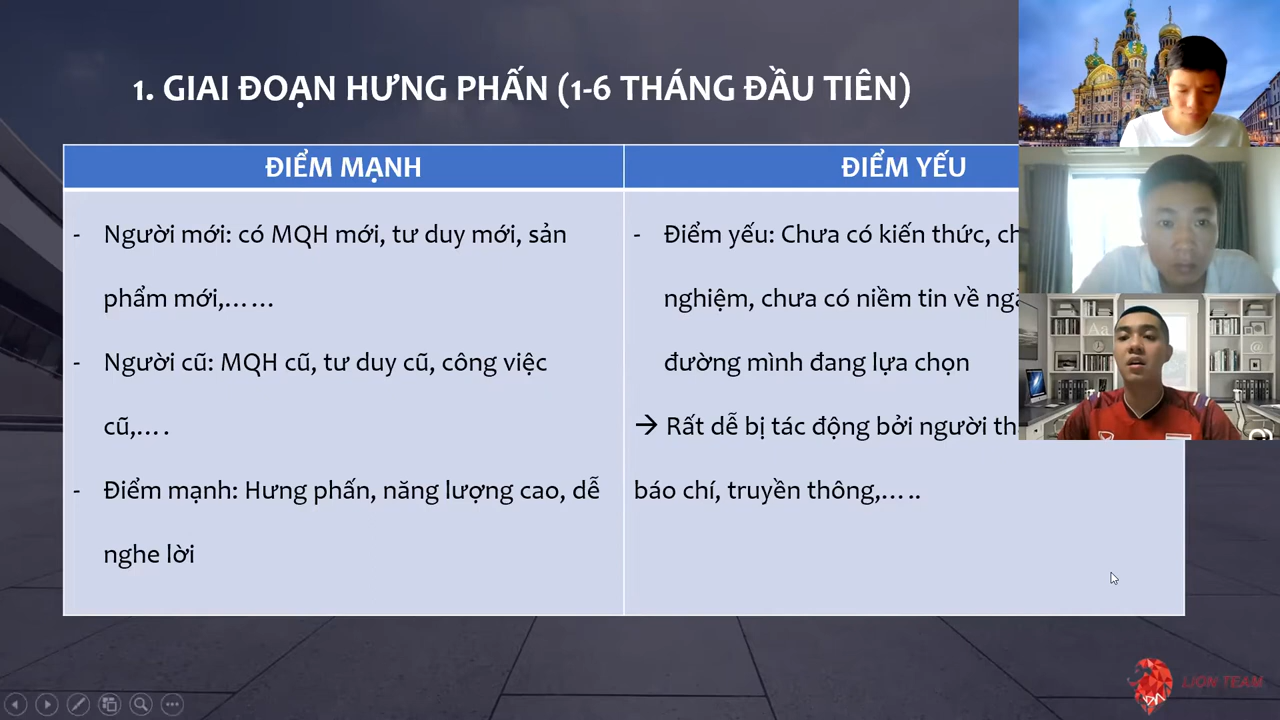 1. GIAI ĐOẠN HƯNG PHẤN (1-6 THÁNG ĐẦU TIÊN)
ĐIỂM MẠNH
- Người mới: có MQH mới, tư duy mới, sản
phẩm mới,……
- Người cũ: MQH cũ, tư duy cũ, công việc
cũ,….
- Điểm mạnh: Hưng phấn, năng lượng cao, dễ
nghe lời
ĐIỂM YẾU
- Điểm yếu: Chưa có kiến thức,
nghiệm, chưa có niềm tin về
đường mình đang lựa chọn
→ Rất dễ bị tác động bởi người
báo chí, truyền thông,…..
LION TEAM